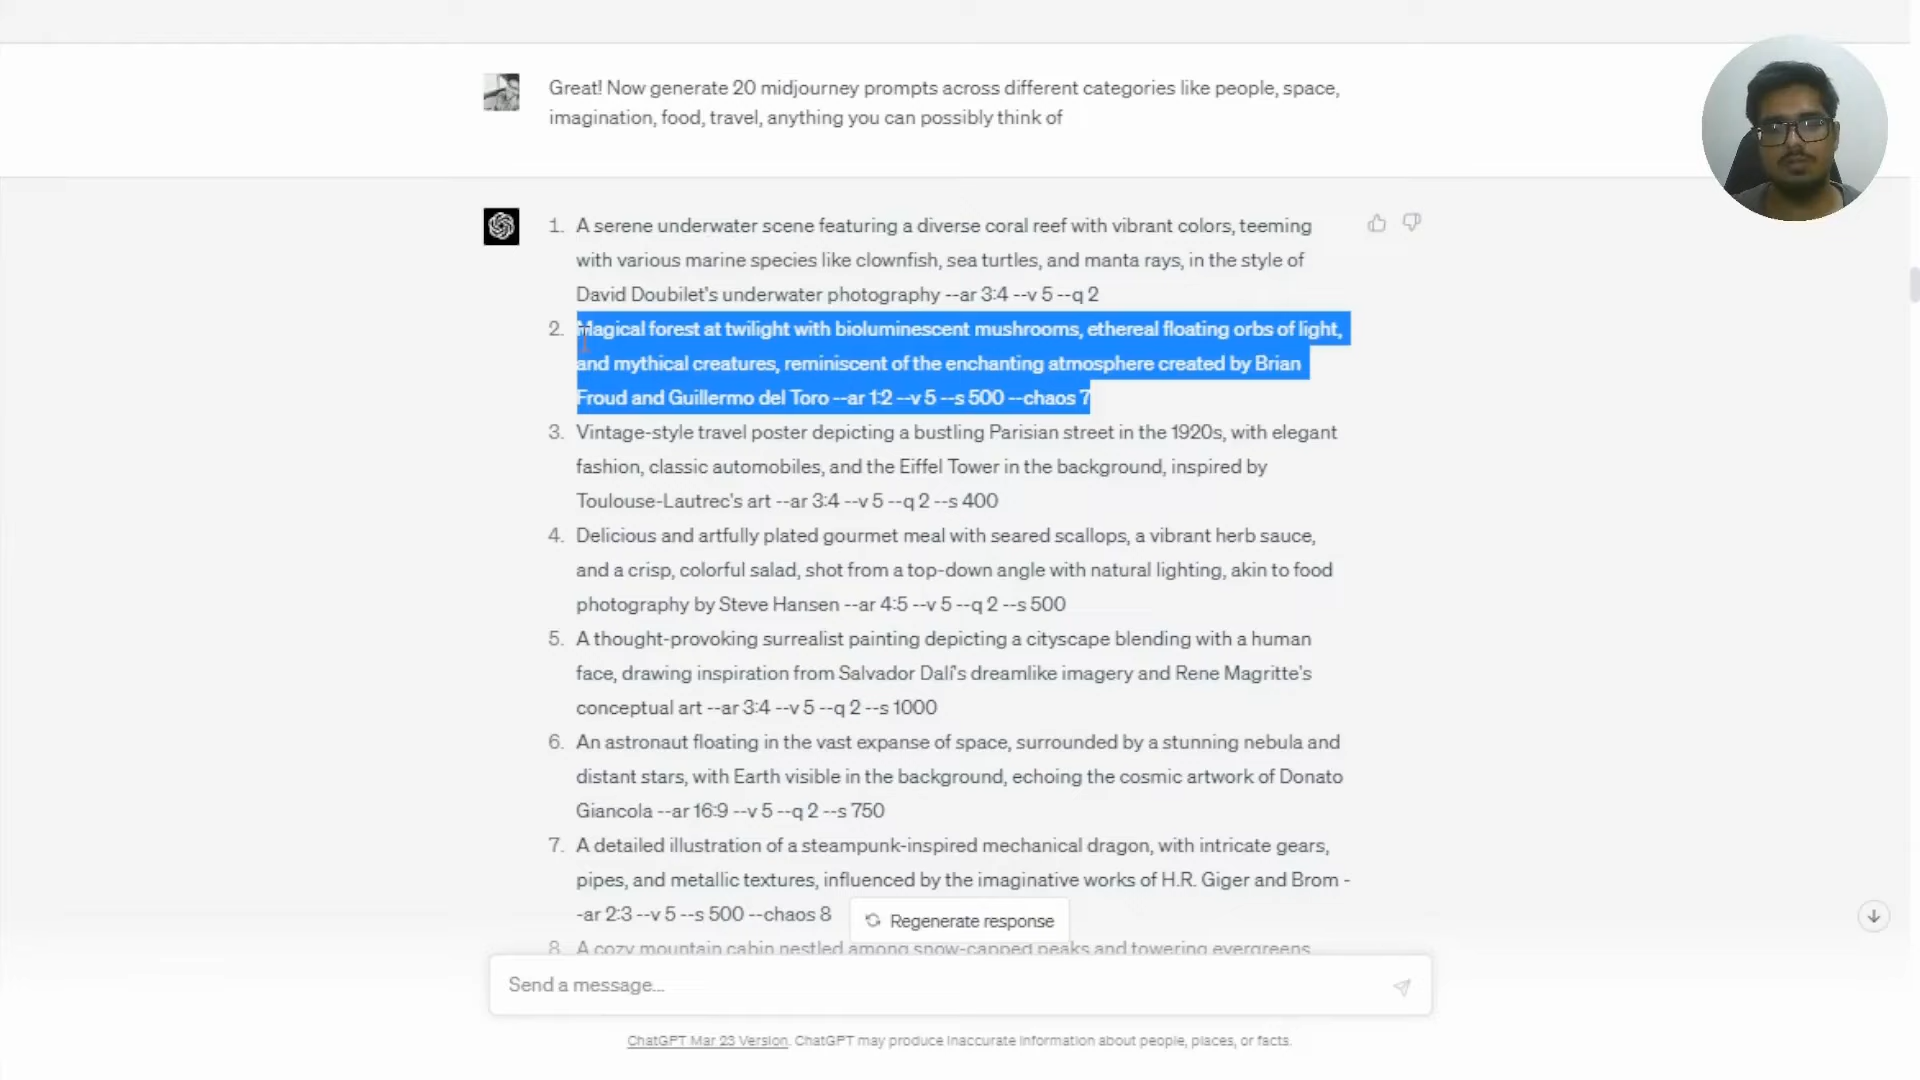 Great! Now generate 20 midjourney prompts across different categories like people, space,
imagination, food, travel, anything you can possibly think of
1. A serene underwater scene featuring a diverse coral reef with vibrant colors, teeming
with various marine species like clownfish, sea turtles, and manta rays, in the style of
David Doubilet's underwater photography --ar 3:4 --v 5 --q 2
2. Magical forest at twilight with bioluminescent mushrooms, ethereal floating orbs of light,
and mythical creatures, reminiscent of the enchanting atmosphere created by Brian
Froud and Guillermo del Toro --ar 1:2 --v 5 --s 500 --chaos 7
3. Vintage-style travel poster depicting a bustling Parisian street in the 1920s, with elegant
fashion, classic automobiles, and the Eiffel Tower in the background, inspired by
Toulouse-Lautrec's art --ar 3:4 --v 5 --q 2 --s 400
4. Delicious and artfully plated gourmet meal with seared scallops, a vibrant herb sauce,
and a crisp, colorful salad, shot from a top-down angle with natural lighting, akin to food
photography by Steve Hansen --ar 4:5 --v 5 --q 2 --s 500
5. A thought-provoking surrealist painting depicting a cityscape blending with a human
face, drawing inspiration from Salvador Dalí's dreamlike imagery and Rene Magritte's
conceptual art --ar 3:4 --v 5 --q 2 --s 1000
6. An astronaut floating in the vast expanse of space, surrounded by a stunning nebula and
distant stars, with Earth visible in the background, echoing the cosmic artwork of Donato
Giancola --ar 16:9 --v 5 --q 2 --s 750
7. A detailed illustration of a steampunk-inspired mechanical dragon, with intricate gears,
pipes, and metallic textures, influenced by the imaginative works of H.R. Giger and Brom -
-ar 2:3 --v 5 --s 500 --chaos 8
Regenerate response
8. A cozy mountain cabin nestled among snow-capped peaks and towering evergreens
Send a message...
ChatGPT Mar 23 Version. ChatGPT may produce inaccurate information about people, places, or facts.